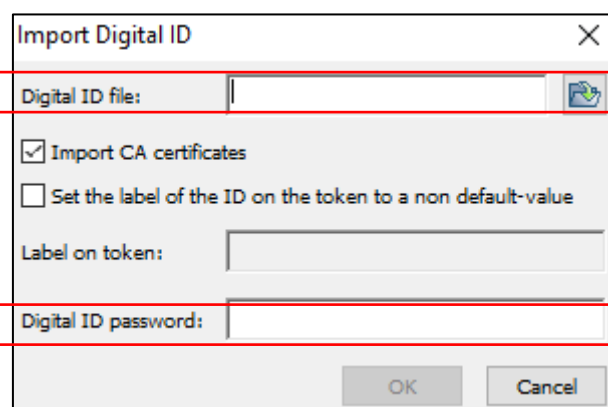 Import Digital ID
Digital ID file:
Import CA certificates
Set the label of the ID on the token to a non default-value
Label on token:
Digital ID password:
OK Cancel